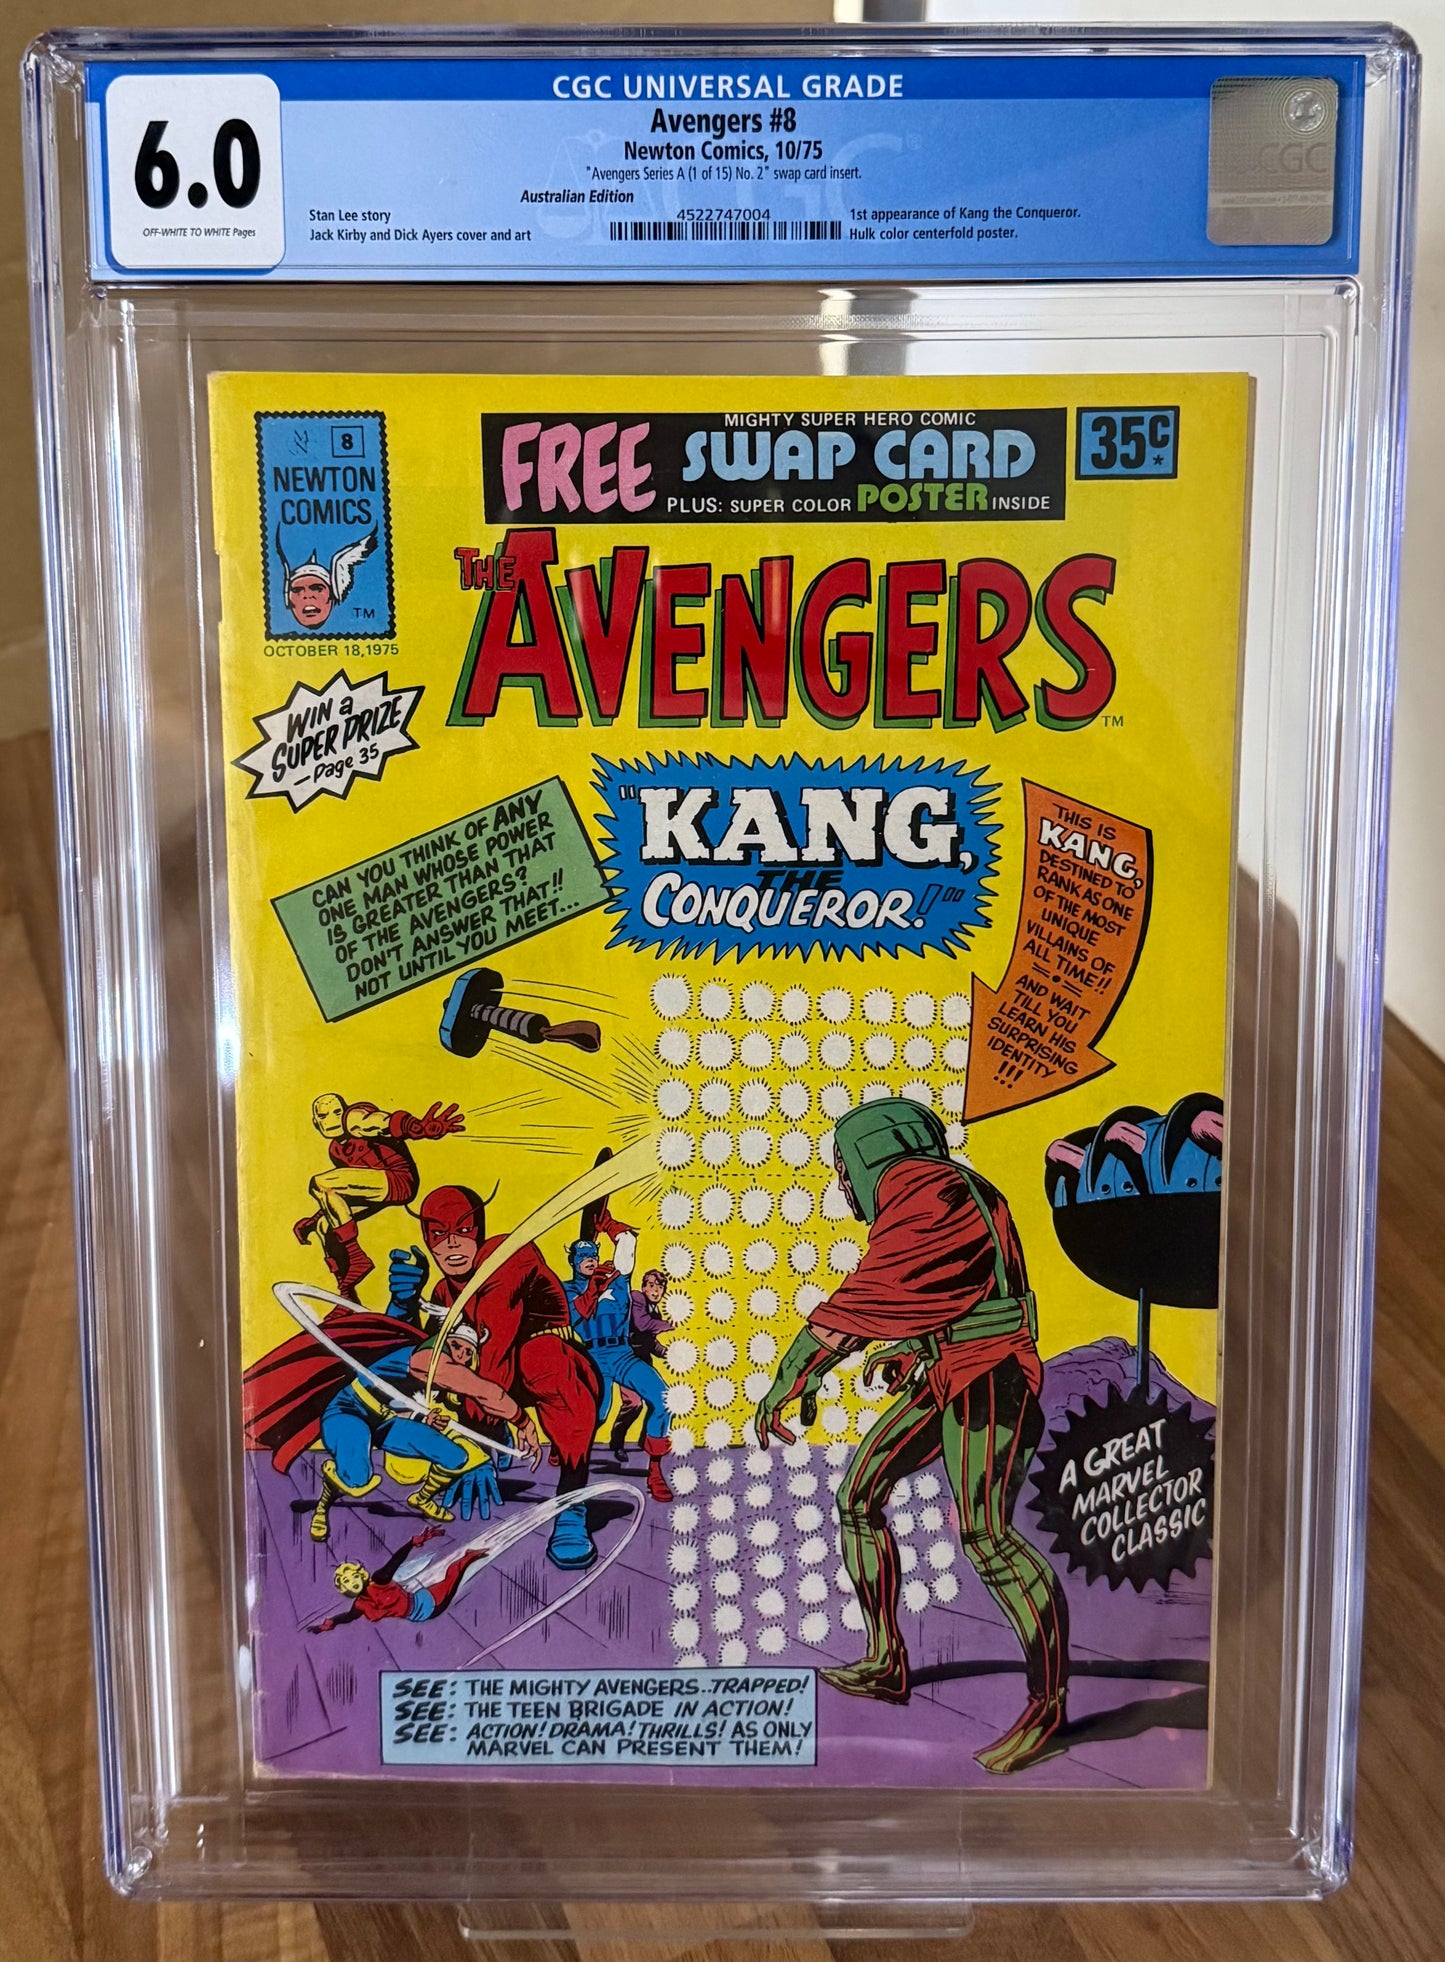 CGC UNIVERSAL GRADE
6.0
OFF-WHITE TO WHITE Pages
Avengers #8
Newton Comics, 10/75
"Avengers Series A (1 of 15) No. 2" swap card insert.
Australian Edition
Stan Lee story
Jack Kirby and Dick Ayers cover and art
4522747004
1st appearance of Kang the Conqueror.
Hulk color centerfold poster.
CGC
8
NEWTON
COMICS
TM
OCTOBER 18,1975
MIGHTY SUPER HERO COMIC
FREE SWAP CARD
PLUS: SUPER COLOR POSTER INSIDE
35¢
*
THE AVENGERS
TM
WIN a
SUPER PRIZE
—Page 35
CAN YOU THINK OF ANY
ONE MAN WHOSE POWER
IS GREATER THAN THAT
OF THE AVENGERS?
DON'T ANSWER THAT!!
NOT UNTIL YOU MEET...
"KANG,
THE
CONQUEROR!"
THIS IS
KANG,
DESTINED TO
RANK AS ONE
OF THE MOST
UNIQUE
VILLAINS OF
ALL TIME!!
AND WAIT
TILL YOU
LEARN HIS
SURPRISING
IDENTITY
!!!
A GREAT
MARVEL
COLLECTOR
CLASSIC
SEE: THE MIGHTY AVENGERS..TRAPPED!
SEE: THE TEEN BRIGADE IN ACTION!
SEE: ACTION! DRAMA! THRILLS! AS ONLY
MARVEL CAN PRESENT THEM!